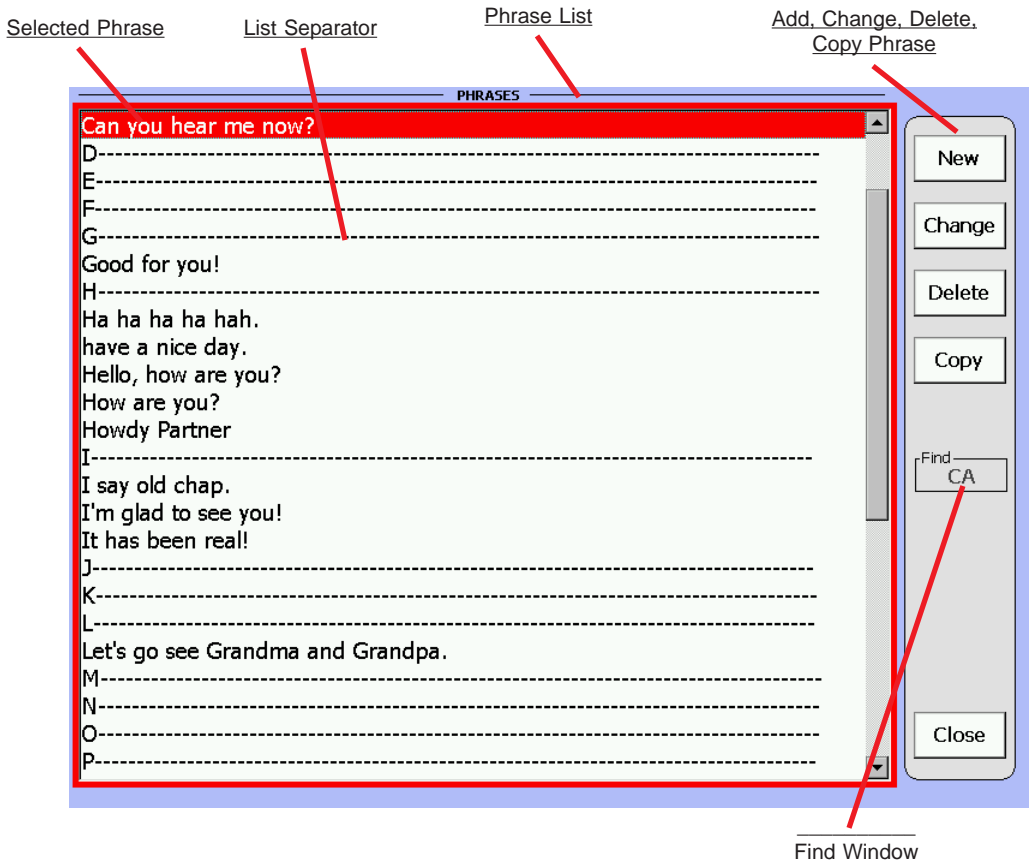 Selected Phrase
List Separator
Phrase List
Add, Change, Delete,
Copy Phrase
PHRASES
Can you hear me now?
D--------------------------------------------------------------------------------
E--------------------------------------------------------------------------------
F--------------------------------------------------------------------------------
G--------------------------------------------------------------------------------
Good for you!
H--------------------------------------------------------------------------------
Ha ha ha ha hah.
have a nice day.
Hello, how are you?
How are you?
Howdy Partner
I--------------------------------------------------------------------------------
I say old chap.
I'm glad to see you!
It has been real!
J--------------------------------------------------------------------------------
K--------------------------------------------------------------------------------
L--------------------------------------------------------------------------------
Let's go see Grandma and Grandpa.
M--------------------------------------------------------------------------------
N--------------------------------------------------------------------------------
O--------------------------------------------------------------------------------
P--------------------------------------------------------------------------------
New
Change
Delete
Copy
Find
CA
Close
Find Window